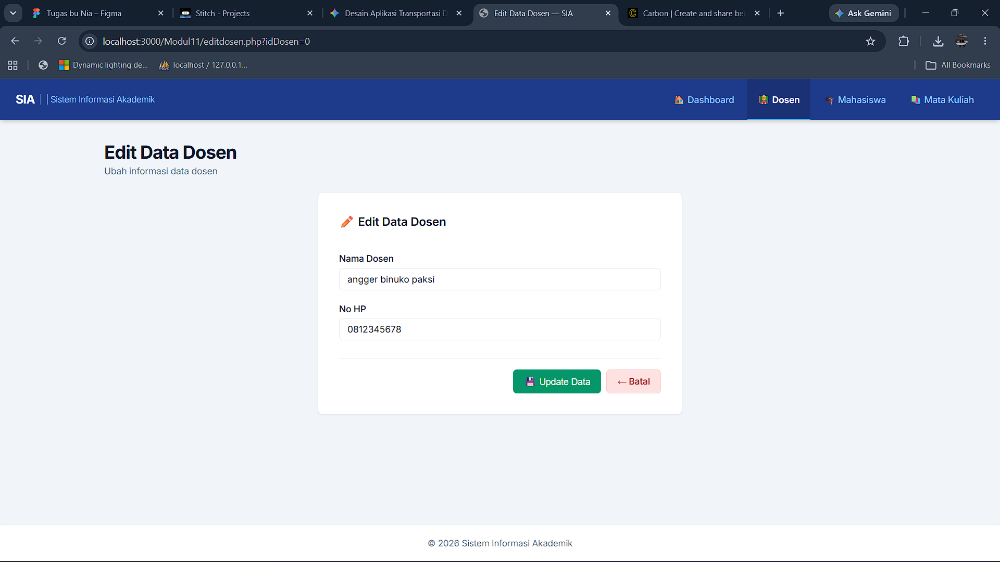 Tugas bu Nia – Figma
Stitch - Projects
Desain Aplikasi Transportasi D
Edit Data Dosen — SIA
Carbon | Create and share bea
Ask Gemini
localhost:3000/Modul11/editdosen.php?idDosen=0
Dynamic lighting de...
localhost / 127.0.0.1...
All Bookmarks
SIA | Sistem Informasi Akademik
Dashboard
Dosen
Mahasiswa
Mata Kuliah
Edit Data Dosen
Ubah informasi data dosen
Edit Data Dosen
Nama Dosen
angger binuko paksi
No HP
0812345678
Update Data
← Batal
© 2026 Sistem Informasi Akademik